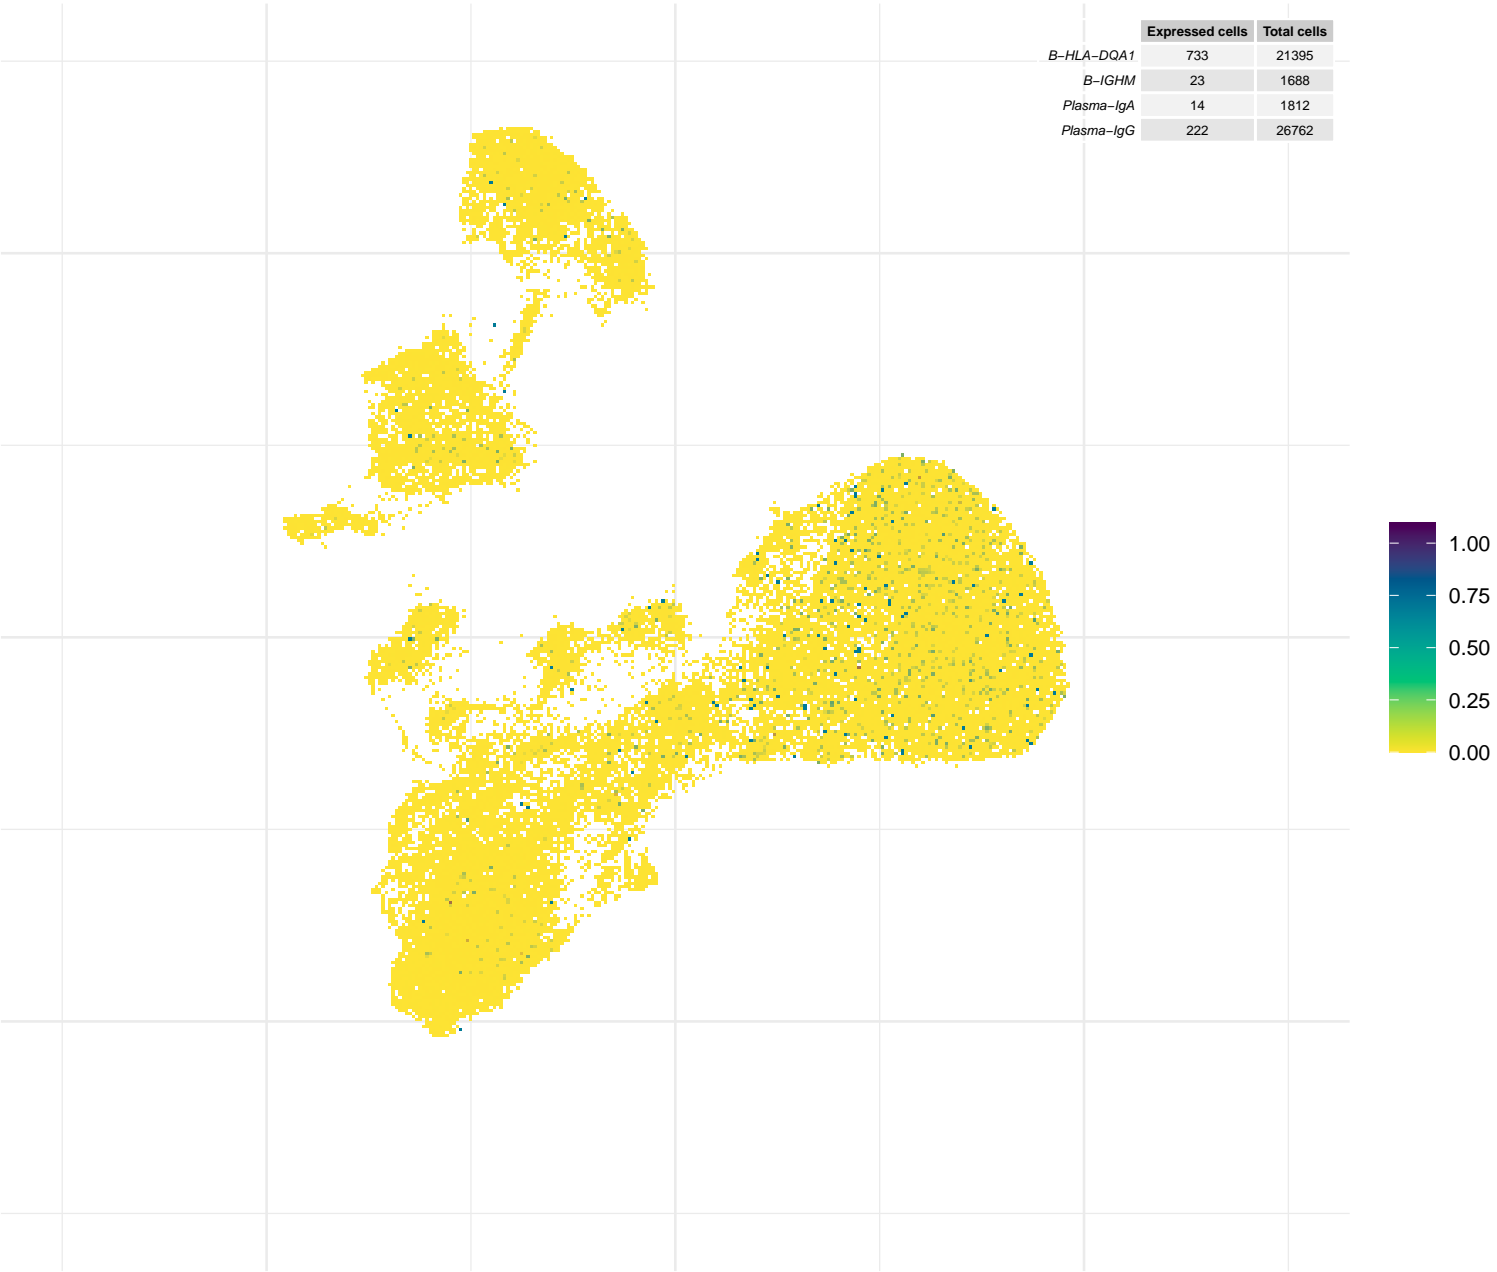 Expressed cells Total cells
B−HLA−DQA1 733 21395
B−IGHM 23 1688
Plasma−IgA 14 1812
Plasma−IgG 222 26762
1.00
0.75
0.50
0.25
0.00